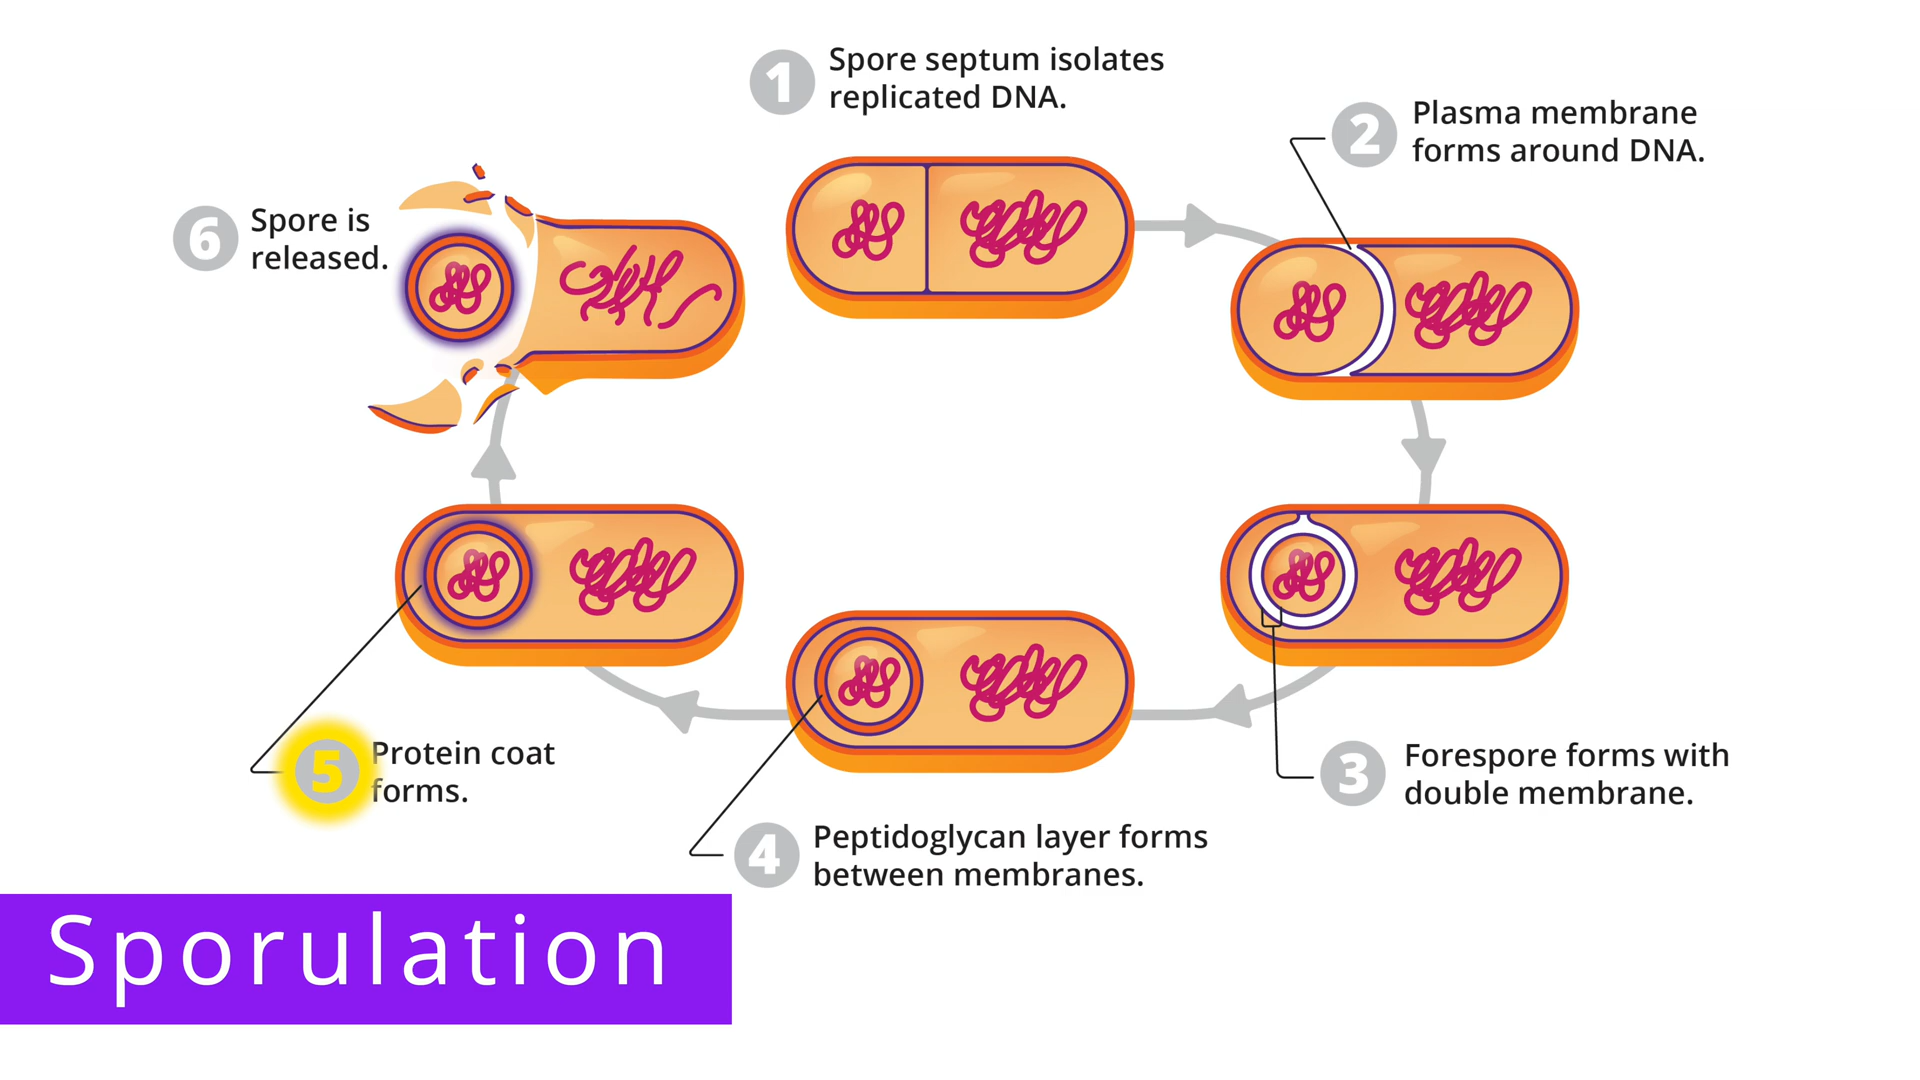 1
Spore septum isolates
replicated DNA.
2
Plasma membrane
forms around DNA.
6
Spore is
released.
5
Protein coat
forms.
3
Forespore forms with
double membrane.
4
Peptidoglycan layer forms
between membranes.
Sporulation